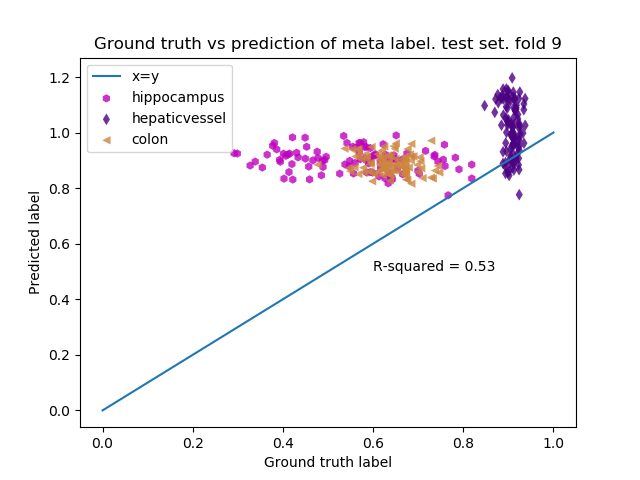 Ground truth vs prediction of meta label. test set. fold 9
x=y
hippocampus
hepaticvessel
colon
1.2
1.0
0.8
0.6
0.4
0.2
0.0
Predicted label
R-squared = 0.53
0.0 0.2 0.4 0.6 0.8 1.0
Ground truth label